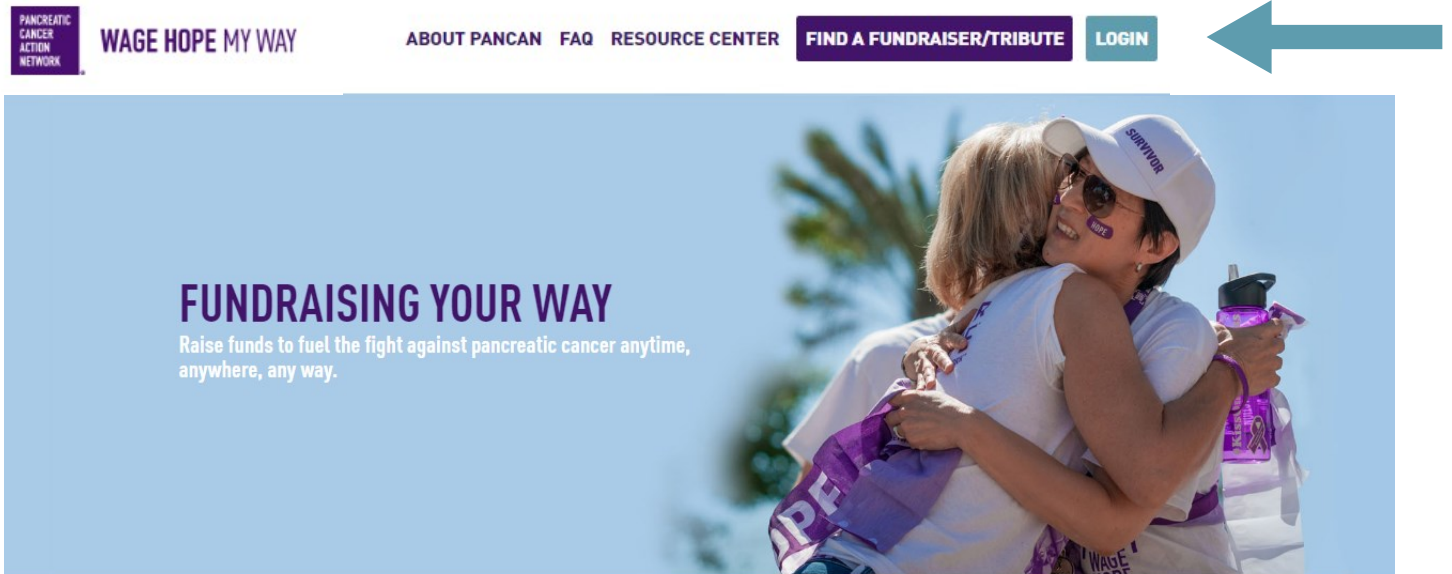 PANCREATIC
CANCER
ACTION
NETWORK
WAGE HOPE MY WAY
ABOUT PANCAN FAQ RESOURCE CENTER FIND A FUNDRAISER/TRIBUTE LOGIN
SURVIVOR
HOPE
FUNDRAISING YOUR WAY
Raise funds to fuel the fight against pancreatic cancer anytime,
anywhere, any way.
WAGE